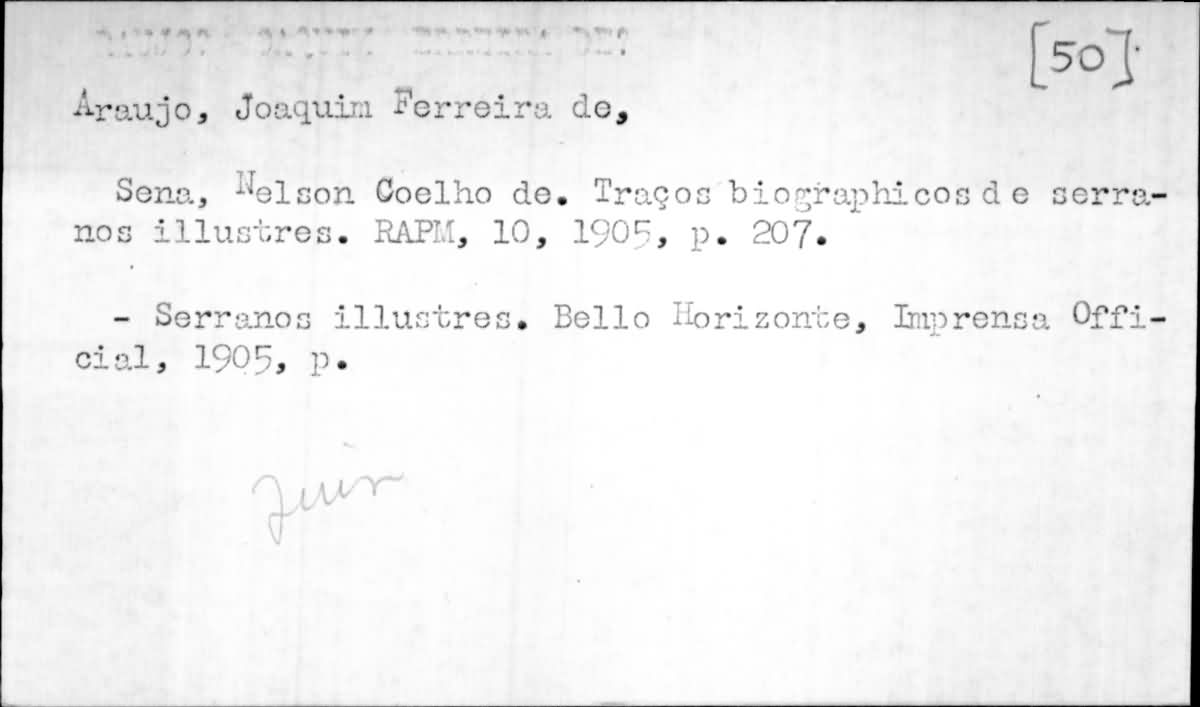 [50].
Araujo, Joaquim Ferreira de,
Sena, Nelson Coelho de. Traços biographicos de serra-
nos illustres. RAPM, 10, 1905, p. 207.
- Serranos illustres. Bello Horizonte, Imprensa Offi-
cial, 1905, p.